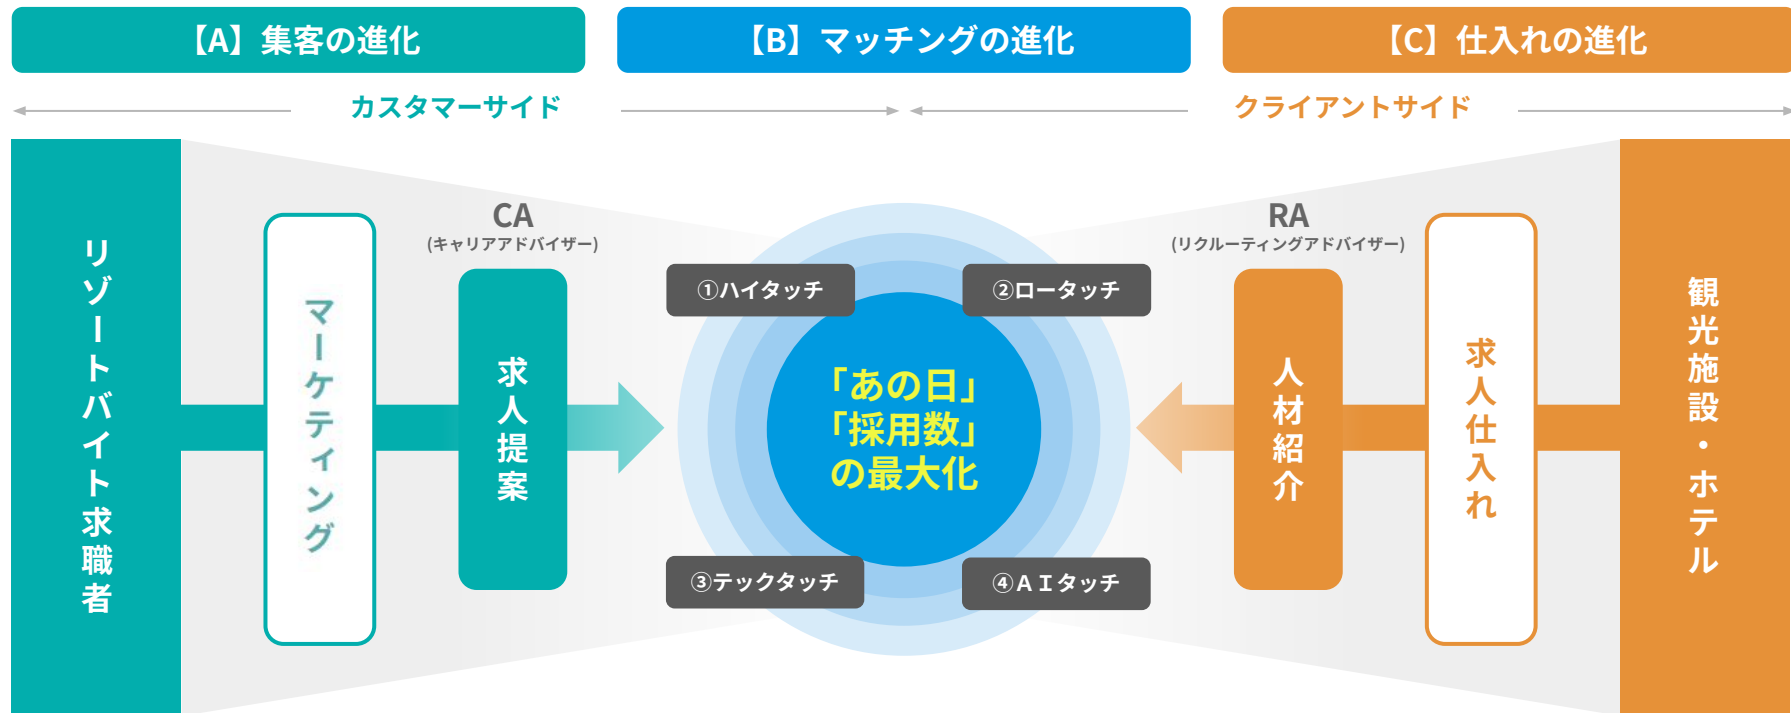 【A】集客の進化
【B】マッチングの進化
【C】仕入れの進化
カスタマーサイド
クライアントサイド
リゾートバイト求職者
マーケティング
CA
(キャリアアドバイザー)
求人提案
①ハイタッチ
②ロータッチ
「あの日」
「採用数」
の最大化
③テックタッチ
④ＡＩタッチ
RA
(リクルーティングアドバイザー)
人材紹介
求人仕入れ
観光施設・ホテル